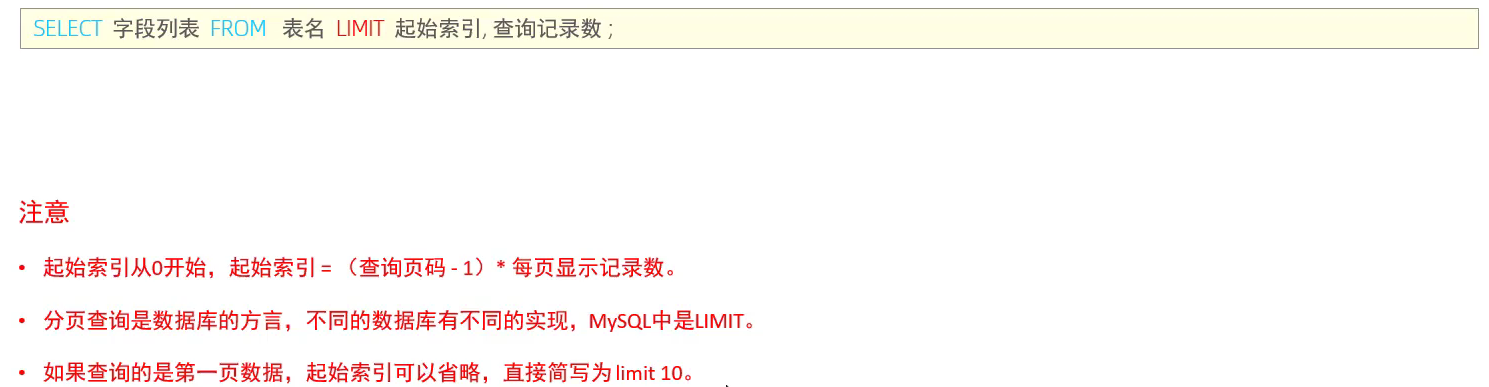 SELECT 字段列表 FROM 表名 LIMIT 起始索引, 查询记录数 ;
注意
• 起始索引从0开始，起始索引 = （查询页码 - 1）* 每页显示记录数。
• 分页查询是数据库的方言，不同的数据库有不同的实现，MySQL中是LIMIT。
• 如果查询的是第一页数据，起始索引可以省略，直接简写为 limit 10。